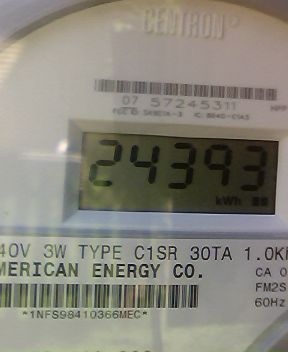 CENTRON®
07 57245311
24393
kWh
40V 3W TYPE C1SR 30TA 1.0K
MERICAN ENERGY CO.
CA 0
FM2S
60Hz
*1NFS98410366MEC*